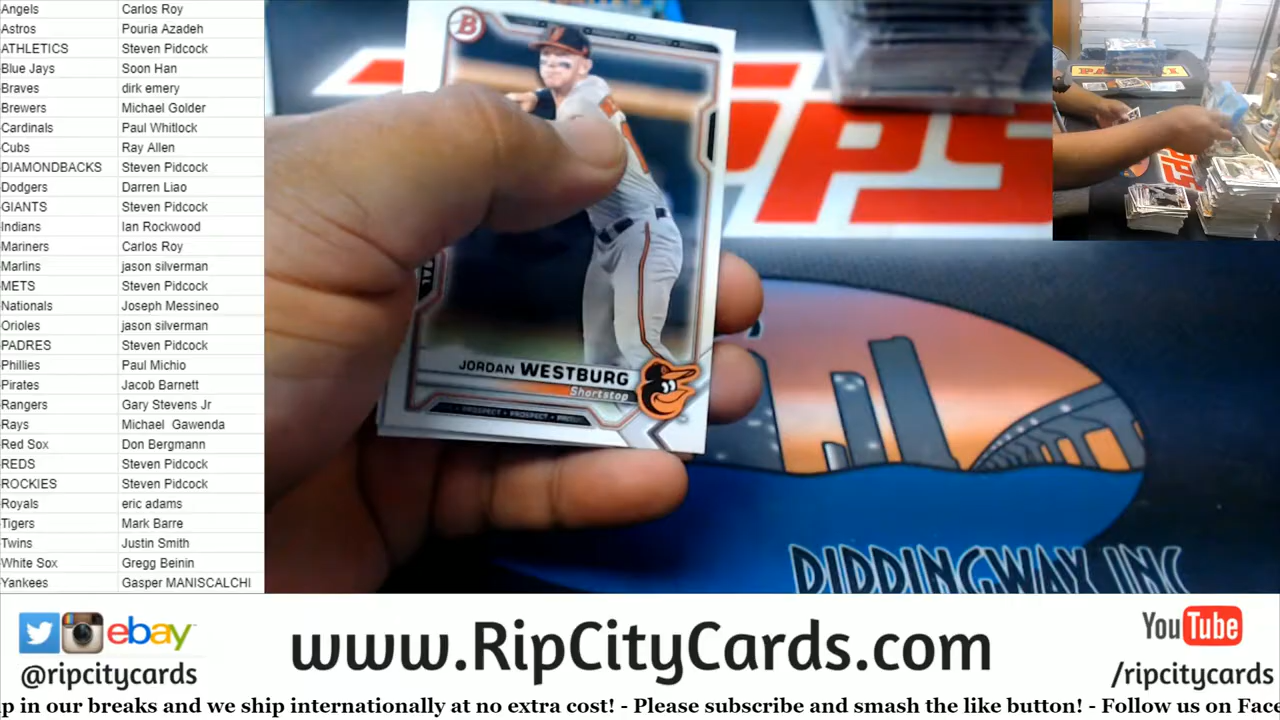 Angels Carlos Roy
Astros Pouria Azadeh
ATHLETICS Steven Pidcock
Blue Jays Soon Han
Braves dirk emery
Brewers Michael Golder
Cardinals Paul Whitlock
Cubs Ray Allen
DIAMONDBACKS Steven Pidcock
Dodgers Darren Liao
GIANTS Steven Pidcock
Indians Ian Rockwood
Mariners Carlos Roy
Marlins jason silverman
METS Steven Pidcock
Nationals Joseph Messineo
Orioles jason silverman
PADRES Steven Pidcock
Phillies Paul Michio
Pirates Jacob Barnett
Rangers Gary Stevens Jr
Rays Michael Gawenda
Red Sox Don Bergmann
REDS Steven Pidcock
ROCKIES Steven Pidcock
Royals eric adams
Tigers Mark Barre
Twins Justin Smith
White Sox Gregg Beinin
Yankees Gasper MANISCALCHI
B
JORDAN WESTBURG
Shortstop
PROSPECT • PROSPECT
RIPPINGWAX INC
ebay
@ripcitycards
www.RipCityCards.com
YouTube
/ripcitycards
p in our breaks and we ship internationally at no extra cost! - Please subscribe and smash the like button! - Follow us on Face